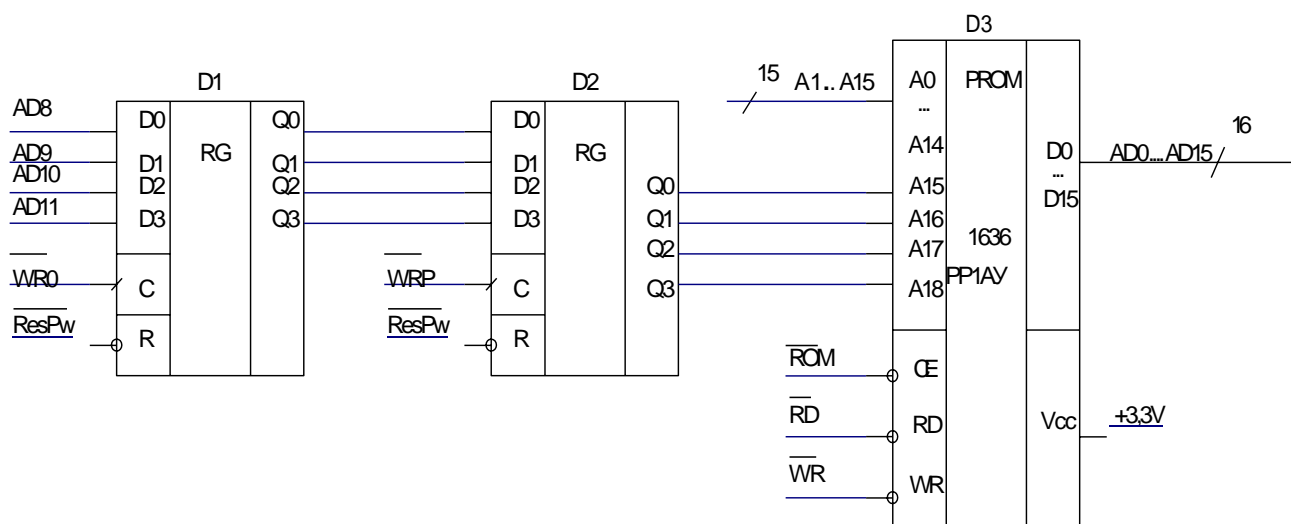 D3
15
A1... A15
A0
PROM
D1
D2
...
16
AD8
D0
Q0
D0
AD9
D1
RG
Q1
D1
RG
A14
D0
AD0....AD15
AD10
D2
Q2
D2
Q0
A15
...
D15
AD11
D3
Q3
D3
Q1
A16
Q2
A17
1636
WR0
C
WRP
C
Q3
A18
РР1АУ
ResPw
R
ResPw
R
ROM
CE
RD
RD
Vcc
+3,3V
WR
WR